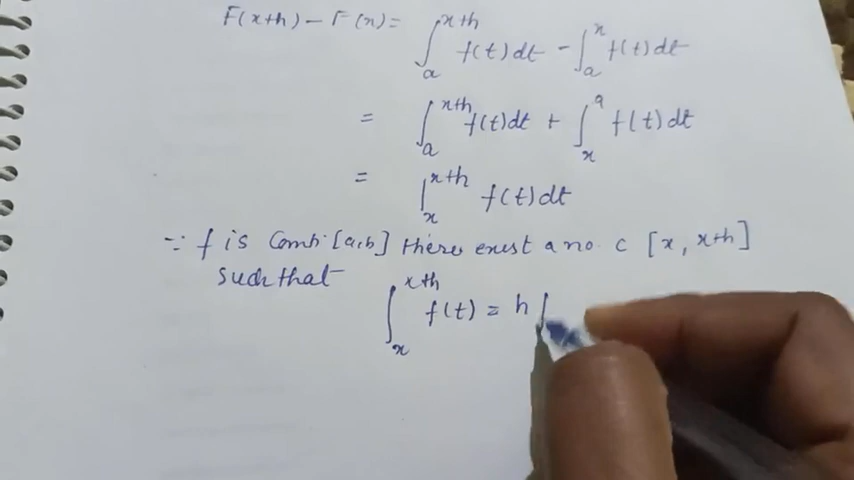 F(x+h) - F(x) = ∫_a^{x+h} f(t)dt - ∫_a^x f(t)dt
= ∫_a^{x+h} f(t)dt + ∫_x^a f(t)dt
= ∫_x^{x+h} f(t)dt
∵ f is Conti. [a,b] there exist a no. c [x, x+h]
such that
∫_x^{x+h} f(t) = h